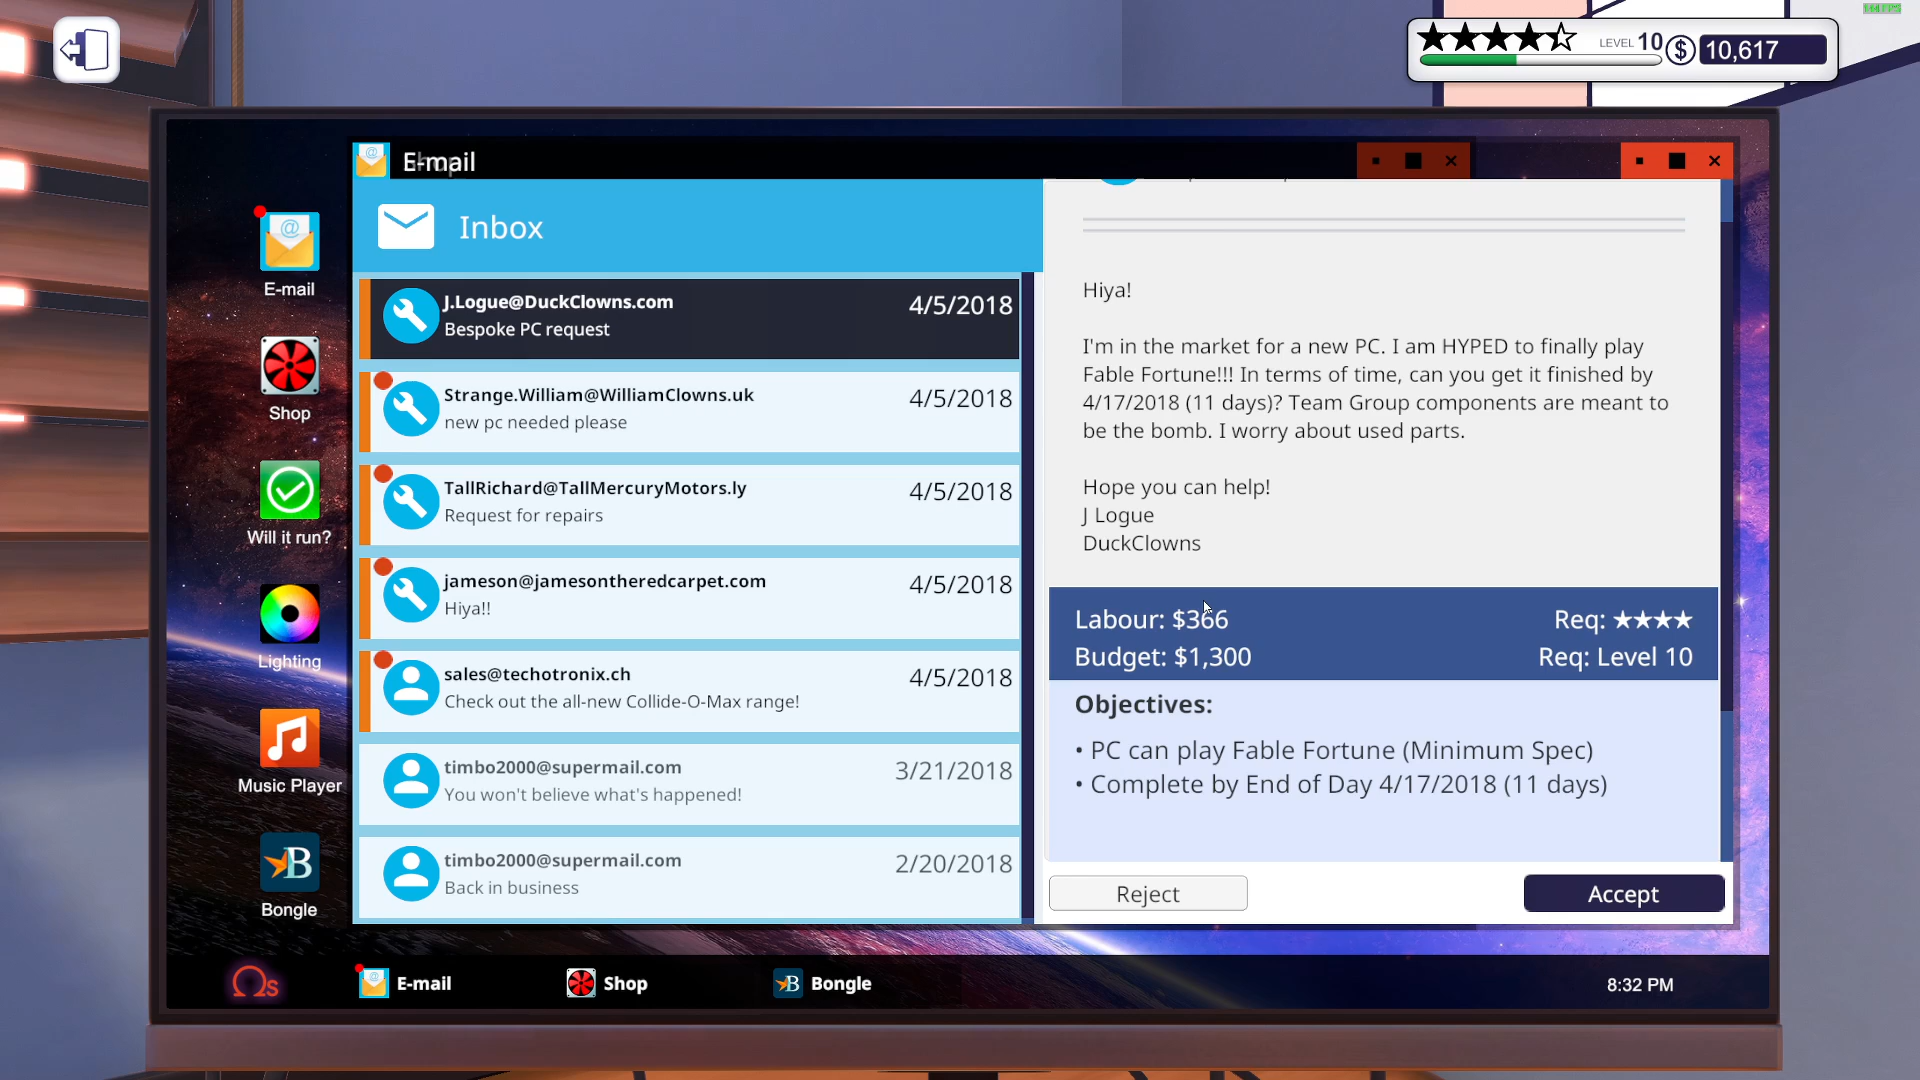 LEVEL 10
$ 10,617
E-mail
Inbox
E-mail
Shop
Will it run?
Lighting
Music Player
B
Bongle
J.Logue@DuckClowns.com
4/5/2018
Bespoke PC request
Strange.William@WilliamClowns.uk
4/5/2018
new pc needed please
TallRichard@TallMercuryMotors.ly
4/5/2018
Request for repairs
jameson@jamesontheredcarpet.com
4/5/2018
Hiya!!
sales@techotronix.ch
4/5/2018
Check out the all-new Collide-O-Max range!
timbo2000@supermail.com
3/21/2018
You won't believe what's happened!
timbo2000@supermail.com
2/20/2018
Back in business
Hiya!
I'm in the market for a new PC. I am HYPED to finally play
Fable Fortune!!! In terms of time, can you get it finished by
4/17/2018 (11 days)? Team Group components are meant to
be the bomb. I worry about used parts.
Hope you can help!
J Logue
DuckClowns
Labour: $366
Req: ★★★★
Budget: $1,300
Req: Level 10
Objectives:
• PC can play Fable Fortune (Minimum Spec)
• Complete by End of Day 4/17/2018 (11 days)
Reject
Accept
Ωs
E-mail
Shop
B
Bongle
8:32 PM